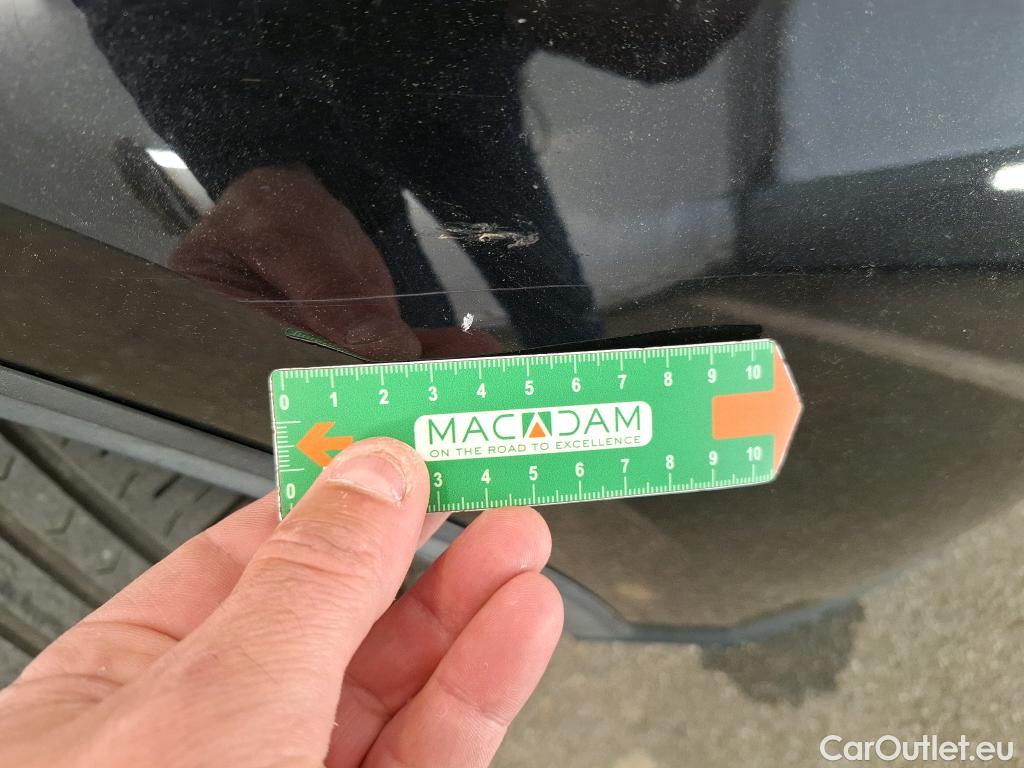 0 1 2 3 4 5 6 7 8 9 10
MACADAM
ON THE ROAD TO EXCELLENCE
0 3 4 5 6 7 8 9 10
CarOutlet.eu